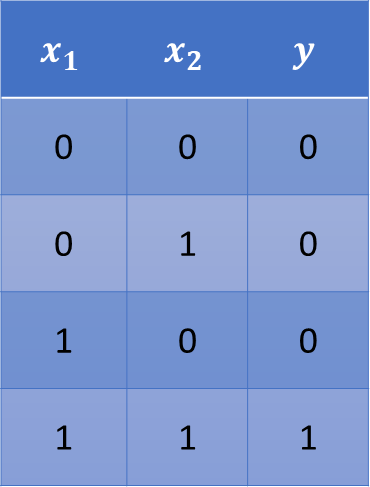 x₁ x₂ y
0 0 0
0 1 0
1 0 0
1 1 1